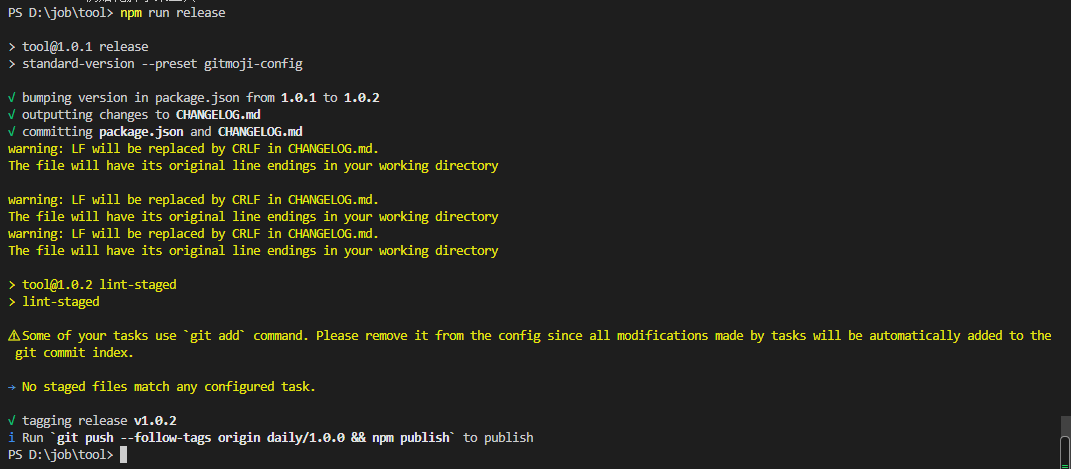 PS D:\job\tool> npm run release
> tool@1.0.1 release
> standard-version --preset gitmoji-config
√ bumping version in package.json from 1.0.1 to 1.0.2
√ outputting changes to CHANGELOG.md
√ committing package.json and CHANGELOG.md
warning: LF will be replaced by CRLF in CHANGELOG.md.
The file will have its original line endings in your working directory
warning: LF will be replaced by CRLF in CHANGELOG.md.
The file will have its original line endings in your working directory
warning: LF will be replaced by CRLF in CHANGELOG.md.
The file will have its original line endings in your working directory
> tool@1.0.2 lint-staged
> lint-staged
⚠Some of your tasks use `git add` command. Please remove it from the config since all modifications made by tasks will be automatically added to the
git commit index.
→ No staged files match any configured task.
√ tagging release v1.0.2
i Run `git push --follow-tags origin daily/1.0.0 && npm publish` to publish
PS D:\job\tool>